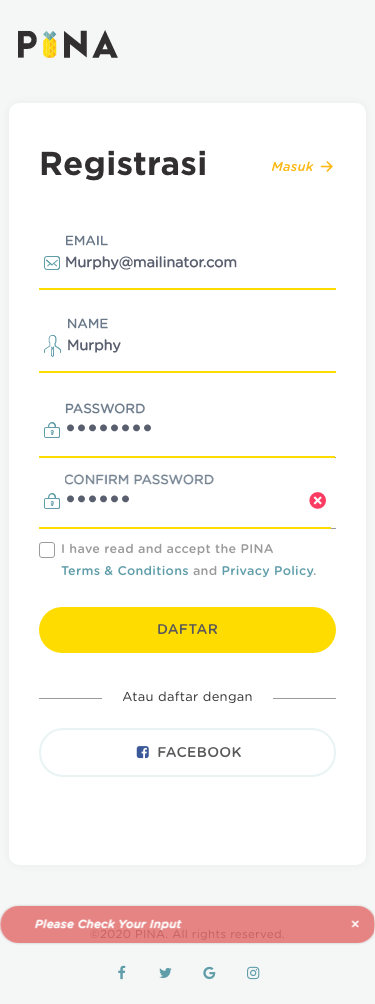 PINA
Registrasi
Masuk →
EMAIL
Murphy@mailinator.com
NAME
Murphy
PASSWORD
••••••••
CONFIRM PASSWORD
••••••
I have read and accept the PINA
Terms & Conditions and Privacy Policy.
DAFTAR
Atau daftar dengan
FACEBOOK
Please Check Your Input
©2020 PINA. All rights reserved.